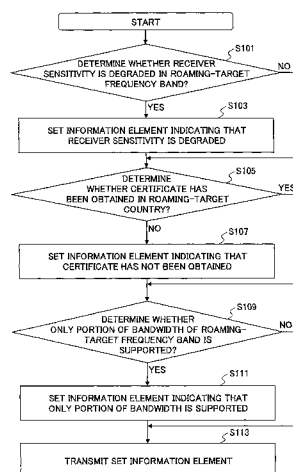 START
S101
DETERMINE WHETHER RECEIVER
SENSITIVITY IS DEGRADED IN ROAMING-TARGET
FREQUENCY BAND?
NO
YES
S103
SET INFORMATION ELEMENT INDICATING THAT
RECEIVER SENSITIVITY IS DEGRADED
S105
DETERMINE
WHETHER CERTIFICATE HAS
BEEN OBTAINED IN ROAMING-TARGET
COUNTRY?
YES
NO
S107
SET INFORMATION ELEMENT INDICATING THAT
CERTIFICATE HAS NOT BEEN OBTAINED
S109
DETERMINE WHETHER
ONLY PORTION OF BANDWIDTH OF ROAMING-
TARGET FREQUENCY BAND IS
SUPPORTED?
NO
YES
S111
SET INFORMATION ELEMENT INDICATING THAT
ONLY PORTION OF BANDWIDTH IS SUPPORTED
S113
TRANSMIT SET INFORMATION ELEMENT